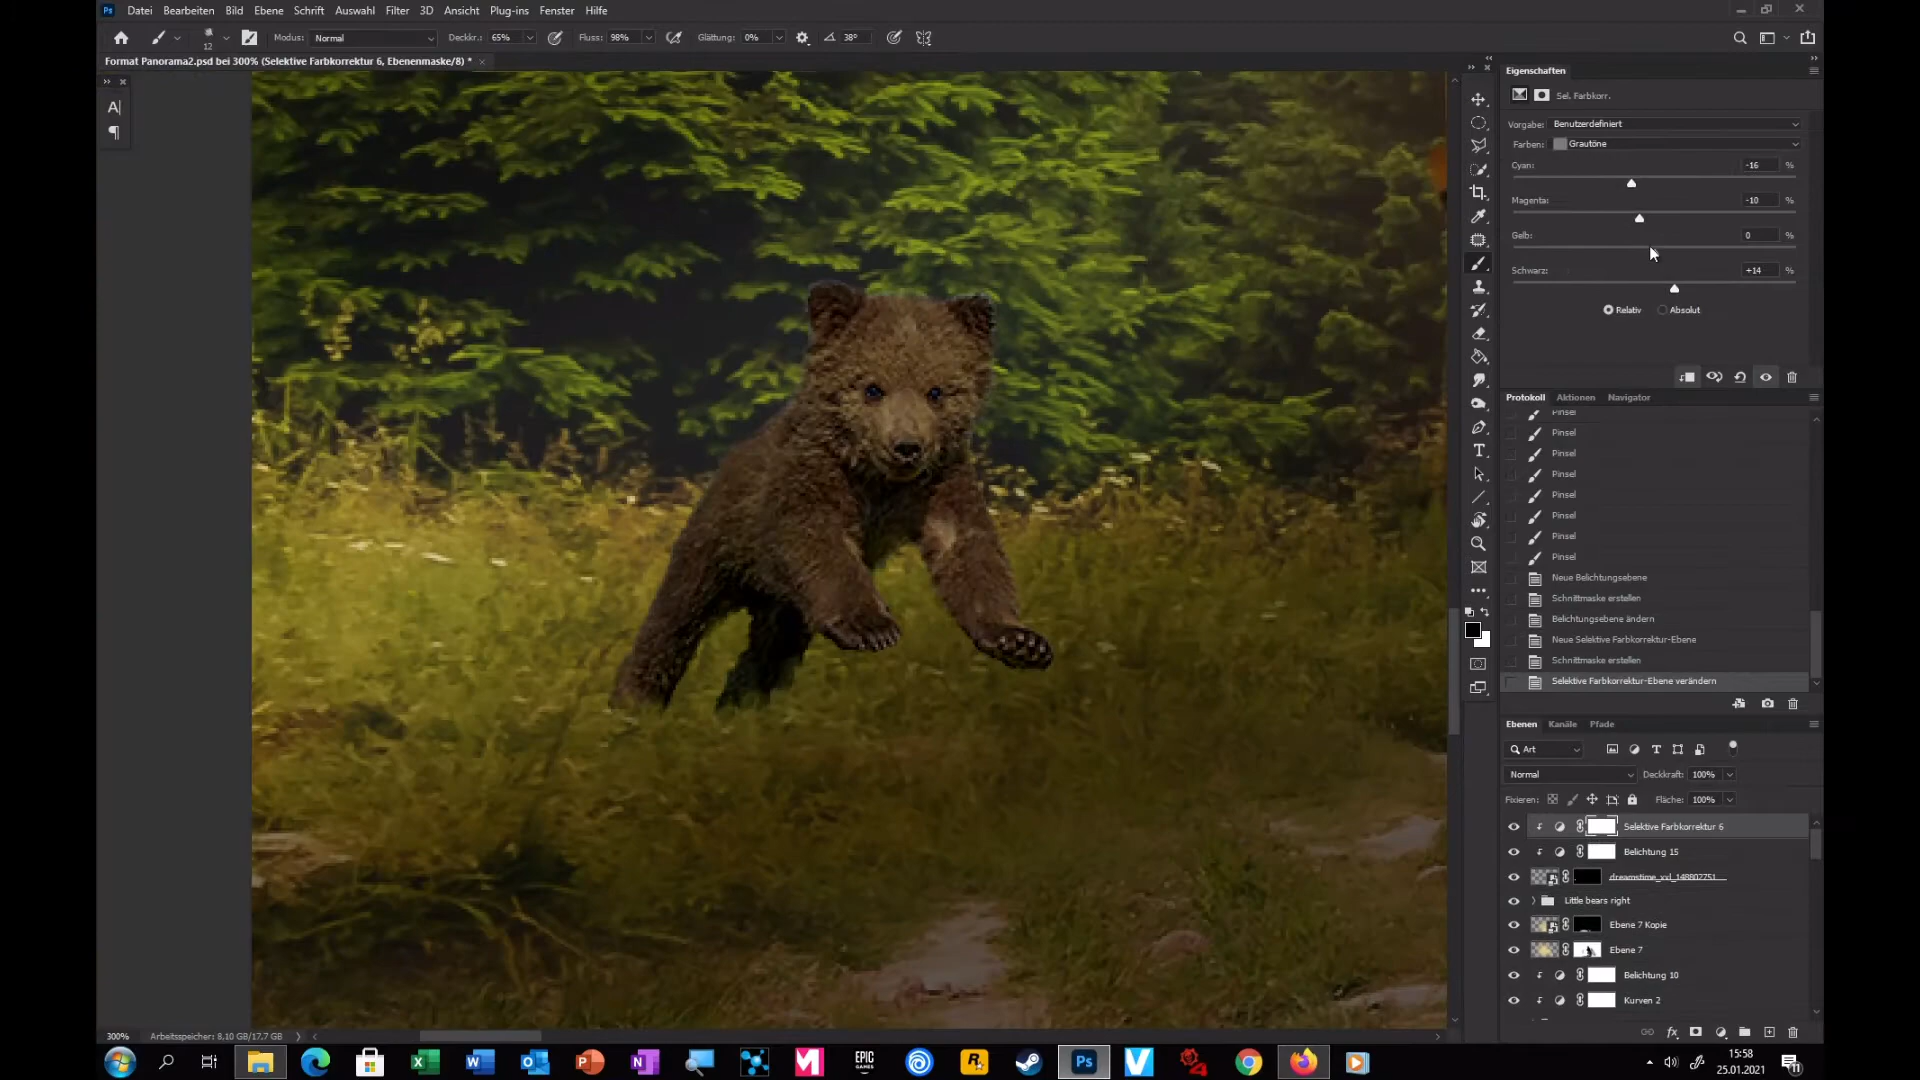 Datei Bearbeiten Bild Ebene Schrift Auswahl Filter 3D Ansicht Plug-ins Fenster Hilfe
12 Modus: Normal Deckkr.: 65% Fluss: 98% Glättung: 0% 38°
Format Panorama2.psd bei 300% (Selektive Farbkorrektur 6, Ebenenmaske/8) *
Eigenschaften
Sel. Farbkorr.
Vorgabe: Benutzerdefiniert
Farben: Grautöne
Cyan: -16 %
Magenta: -10 %
Gelb: 0 %
Schwarz: +14 %
Relativ Absolut
Protokoll Aktionen Navigator
Pinsel
Pinsel
Pinsel
Pinsel
Pinsel
Pinsel
Pinsel
Pinsel
Neue Belichtungsebene
Schnittmaske erstellen
Belichtungsebene ändern
Neue Selektive Farbkorrektur-Ebene
Schnittmaske erstellen
Selektive Farbkorrektur-Ebene verändern
Ebenen Kanäle Pfade
Art
Normal Deckkraft: 100%
Fixieren: Fläche: 100%
Selektive Farbkorrektur 6
Belichtung 15
dreamstime_xxl_148802751...
Little bears right
Ebene 7 Kopie
Ebene 7
Belichtung 10
Kurven 2
300% Arbeitsspeicher: 8,10 GB/17,7 GB
EPIC GAMES
Ps
15:58
25.01.2021